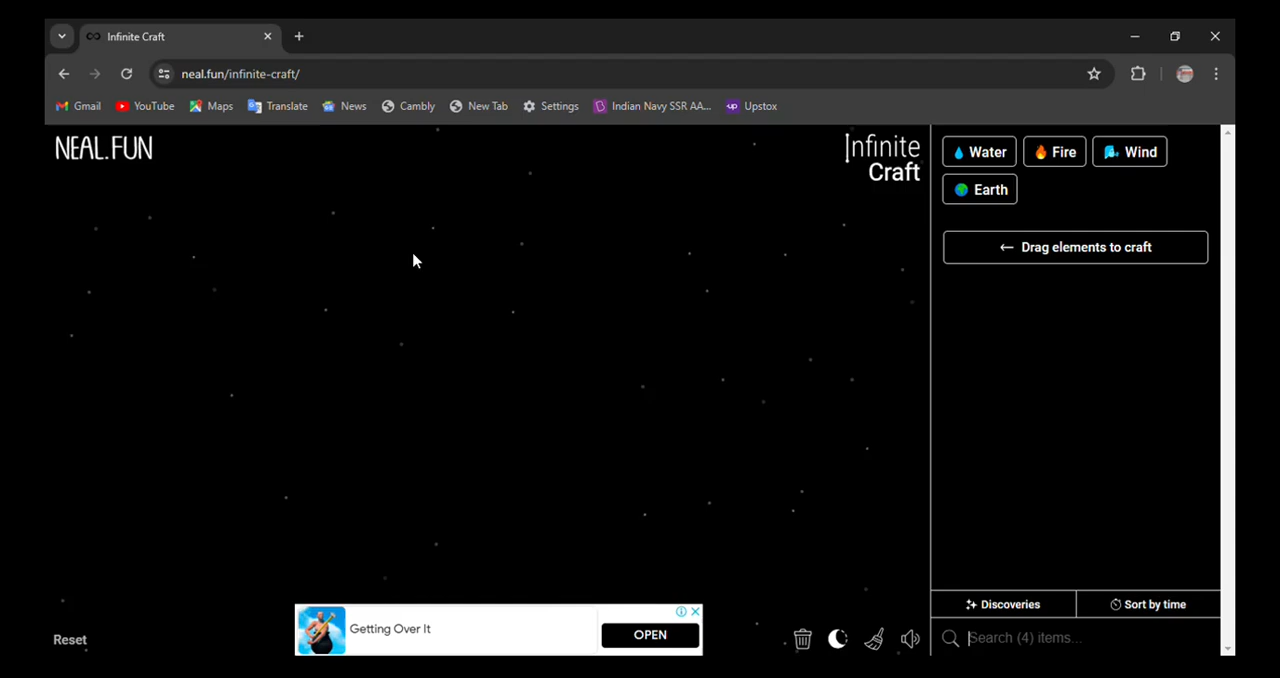 Infinite Craft
neal.fun/infinite-craft/
Gmail YouTube Maps Translate News Cambly New Tab Settings Indian Navy SSR AA... Upstox
NEAL.FUN
Infinite
Craft
Water Fire Wind
Earth
← Drag elements to craft
Getting Over It
OPEN
Reset
Discoveries Sort by time
Search (4) items...